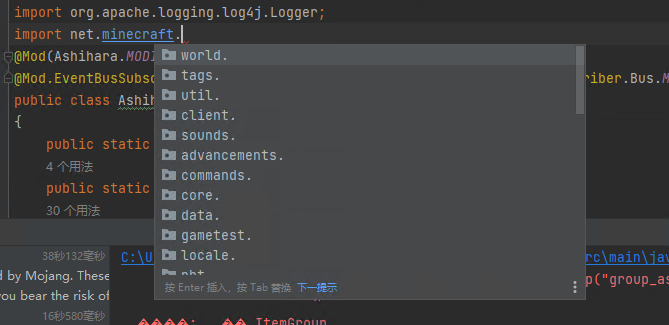 import org.apache.logging.log4j.Logger;
import net.minecraft.
@Mod(Ashihara.MODI
@Mod.EventBusSubsc
riber.Bus.M
public class Ashi
{
public static
4 个用法
public static
30 个用法
world.
tags.
util.
client.
sounds.
advancements.
commands.
core.
data.
gametest.
locale.
nbt.
按 Enter 插入，按 Tab 替换 下一提示
38秒132毫秒
C:\U
rc\main\jav
d by Mojang. These
p("group_as
you bear the risk of
16秒580毫秒
ItemGroup